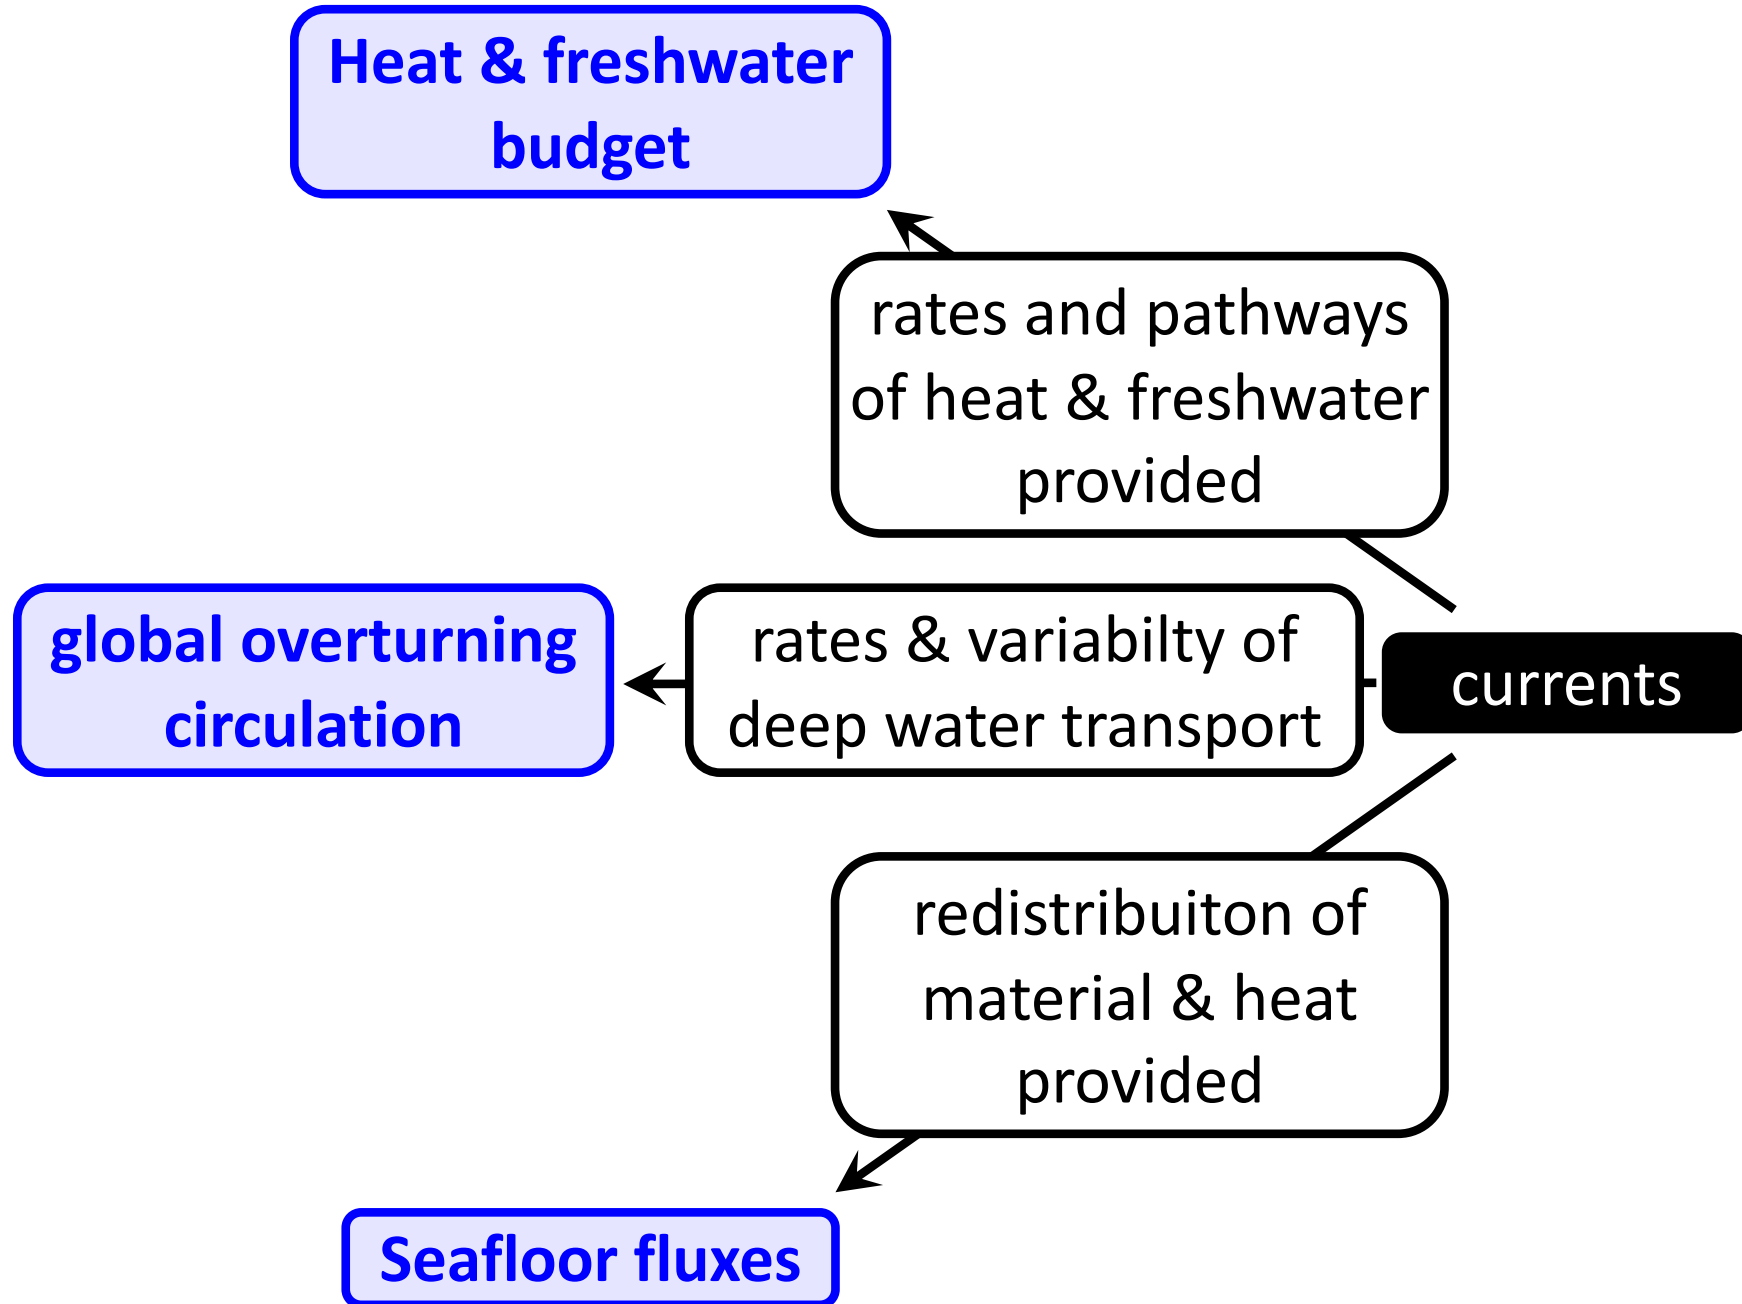 Heat & freshwater
budget
rates and pathways
of heat & freshwater
provided
global overturning
circulation
rates & variabilty of
deep water transport
currents
redistribuiton of
material & heat
provided
Seafloor fluxes